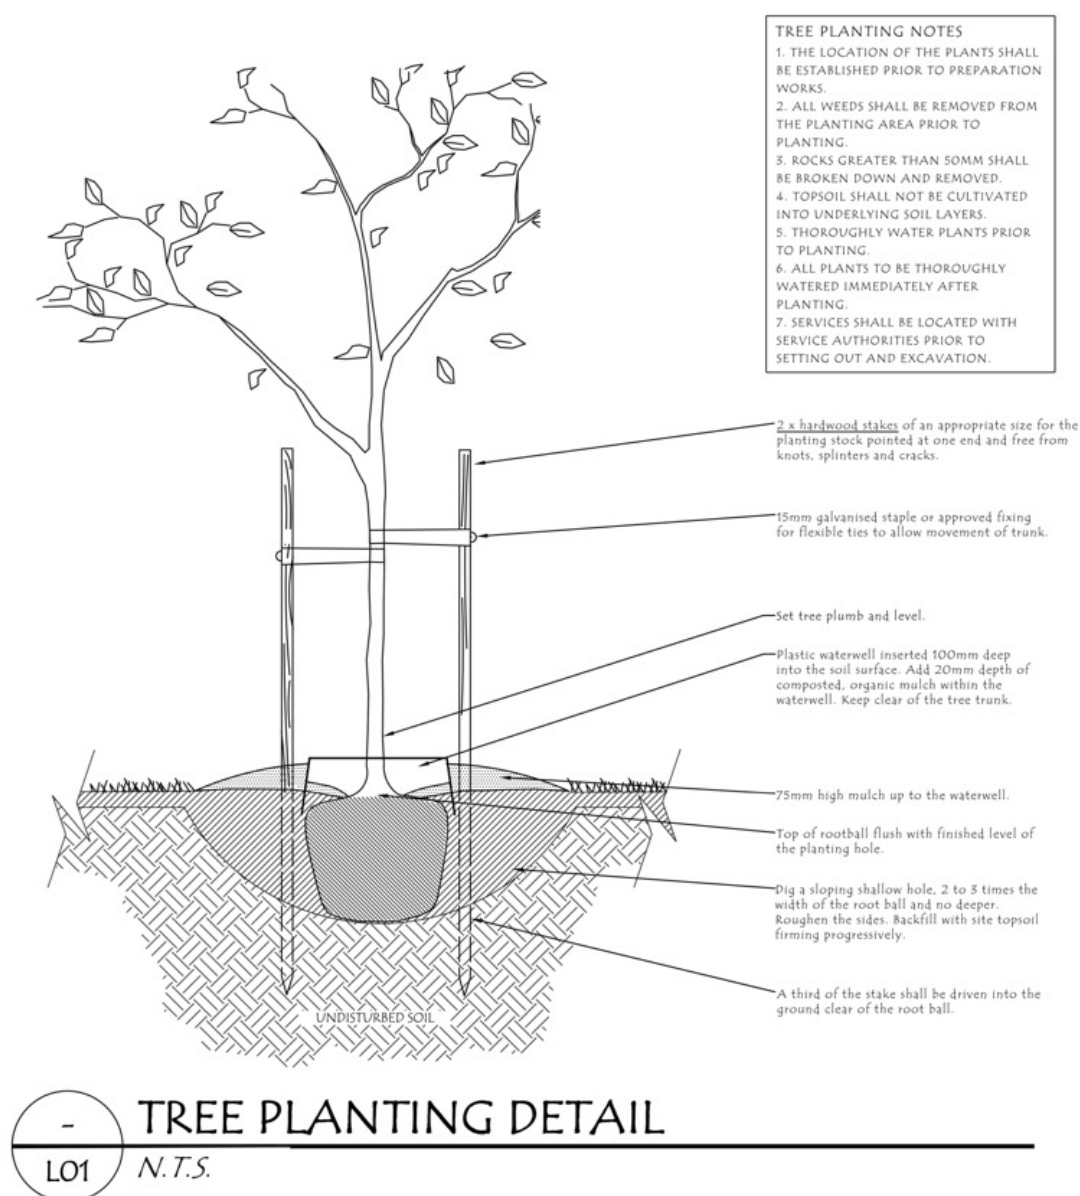 TREE PLANTING NOTES
1. THE LOCATION OF THE PLANTS SHALL
BE ESTABLISHED PRIOR TO PREPARATION
WORKS.
2. ALL WEEDS SHALL BE REMOVED FROM
THE PLANTING AREA PRIOR TO
PLANTING.
3. ROCKS GREATER THAN 50MM SHALL
BE BROKEN DOWN AND REMOVED.
4. TOPSOIL SHALL NOT BE CULTIVATED
INTO UNDERLYING SOIL LAYERS.
5. THOROUGHLY WATER PLANTS PRIOR
TO PLANTING.
6. ALL PLANTS TO BE THOROUGHLY
WATERED IMMEDIATELY AFTER
PLANTING.
7. SERVICES SHALL BE LOCATED WITH
SERVICE AUTHORITIES PRIOR TO
SETTING OUT AND EXCAVATION.
2 x hardwood stakes of an appropriate size for the
planting stock pointed at one end and free from
knots, splinters and cracks.
15mm galvanised staple or approved fixing
for flexible ties to allow movement of trunk.
Set tree plumb and level.
Plastic waterwell inserted 100mm deep
into the soil surface. Add 20mm depth of
composted, organic mulch within the
waterwell. Keep clear of the tree trunk.
75mm high mulch up to the waterwell.
Top of rootball flush with finished level of
the planting hole.
Dig a sloping shallow hole, 2 to 3 times the
width of the root ball and no deeper.
Roughen the sides. Backfill with site topsoil
firming progressively.
A third of the stake shall be driven into the
ground clear of the root ball.
UNDISTURBED SOIL
-
TREE PLANTING DETAIL
L01
N.T.S.